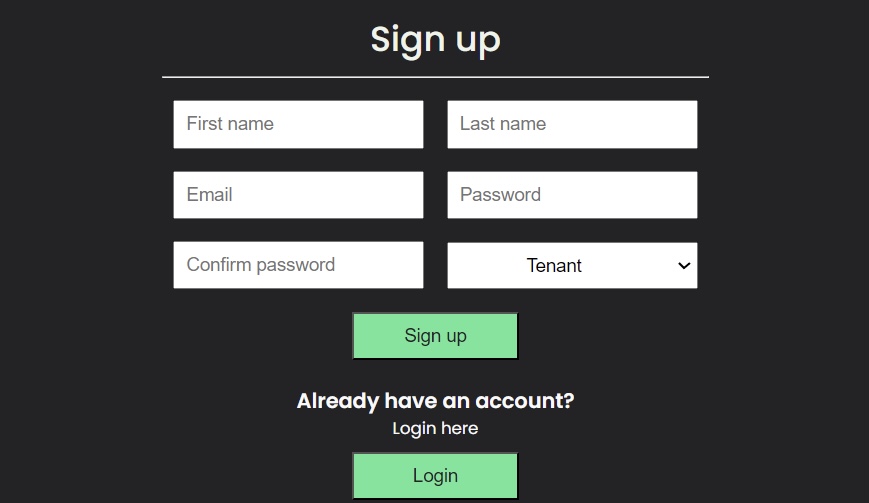 Sign up
First name
Last name
Email
Password
Confirm password
Tenant
Sign up
Already have an account?
Login here
Login